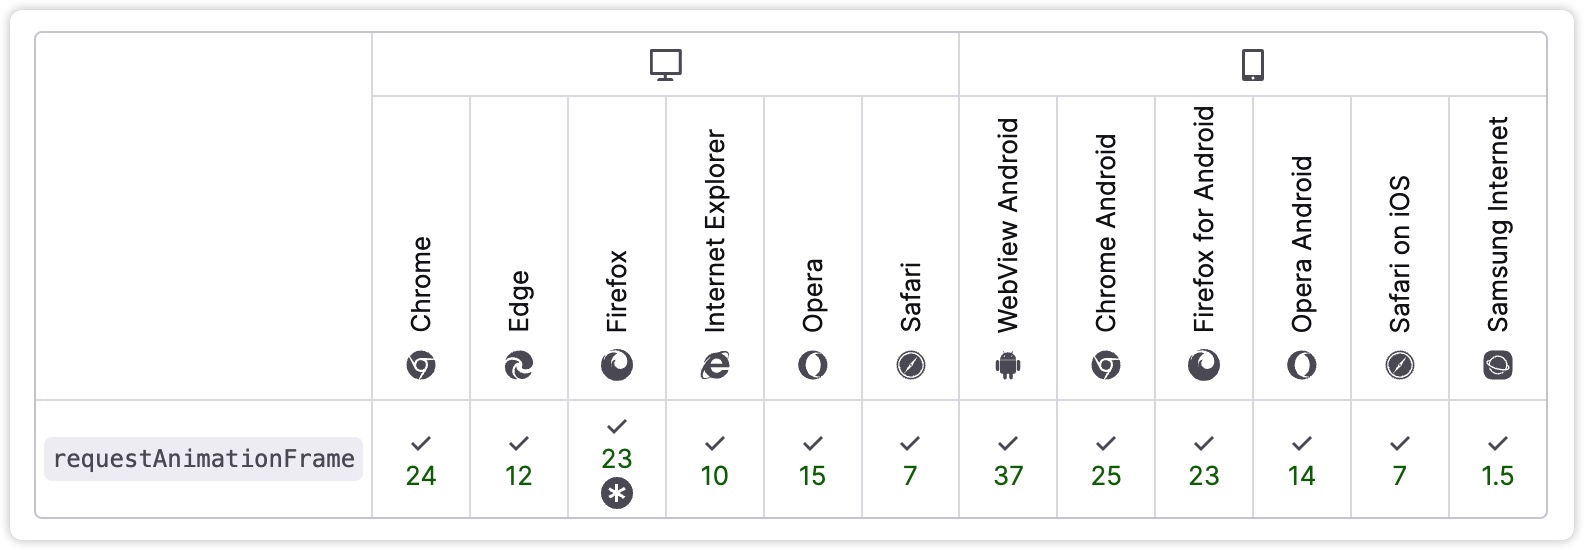 Chrome
Edge
Firefox
Internet Explorer
Opera
Safari
WebView Android
Chrome Android
Firefox for Android
Opera Android
Safari on iOS
Samsung Internet
requestAnimationFrame
24
12
23
10
15
7
37
25
23
14
7
1.5
*